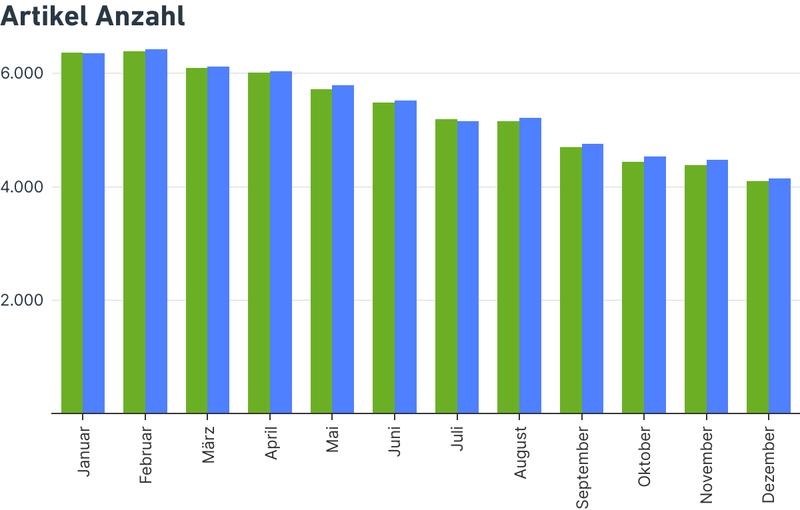 Artikel Anzahl
6.000
4.000
2.000
Januar
Februar
März
April
Mai
Juni
Juli
August
September
Oktober
November
Dezember